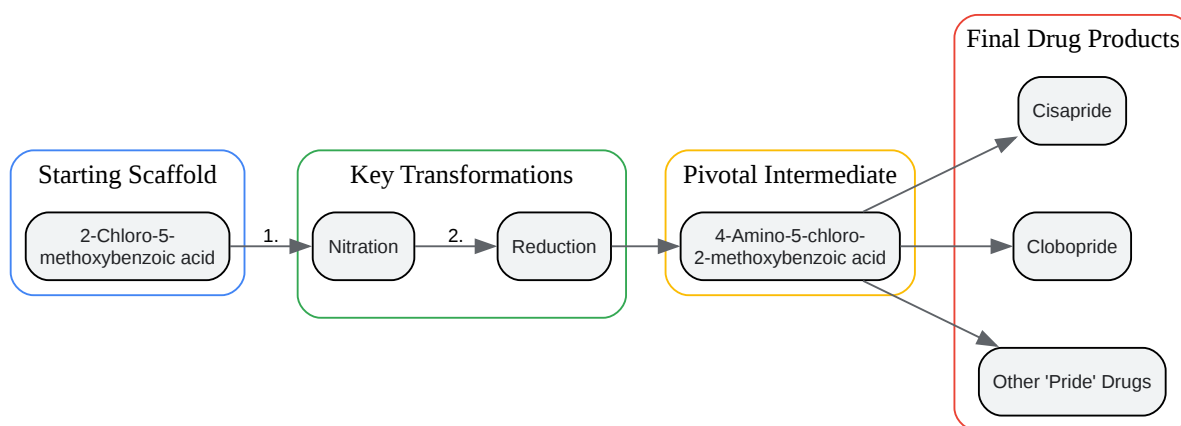 Starting Scaffold
2-Chloro-5-
methoxybenzoic acid
1.
Key Transformations
Nitration
2.
Reduction
Pivotal Intermediate
4-Amino-5-chloro-
2-methoxybenzoic acid
Final Drug Products
Cisapride
Clobopride
Other 'Pride' Drugs